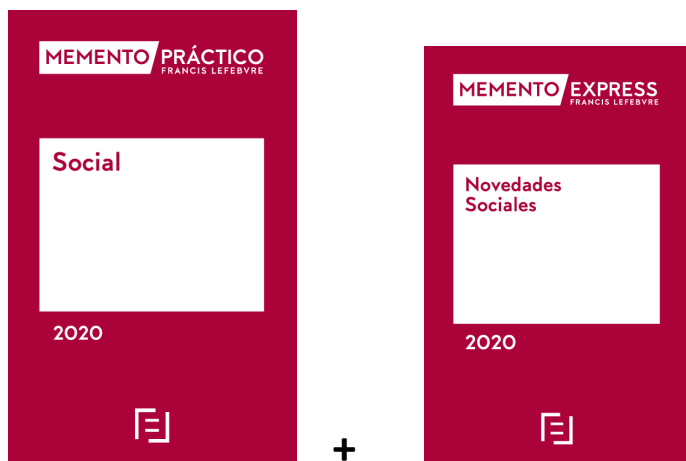 MEMENTO PRÁCTICO
FRANCIS LEFEBVRE
Social
2020
+
MEMENTO EXPRESS
FRANCIS LEFEBVRE
Novedades
Sociales
2020